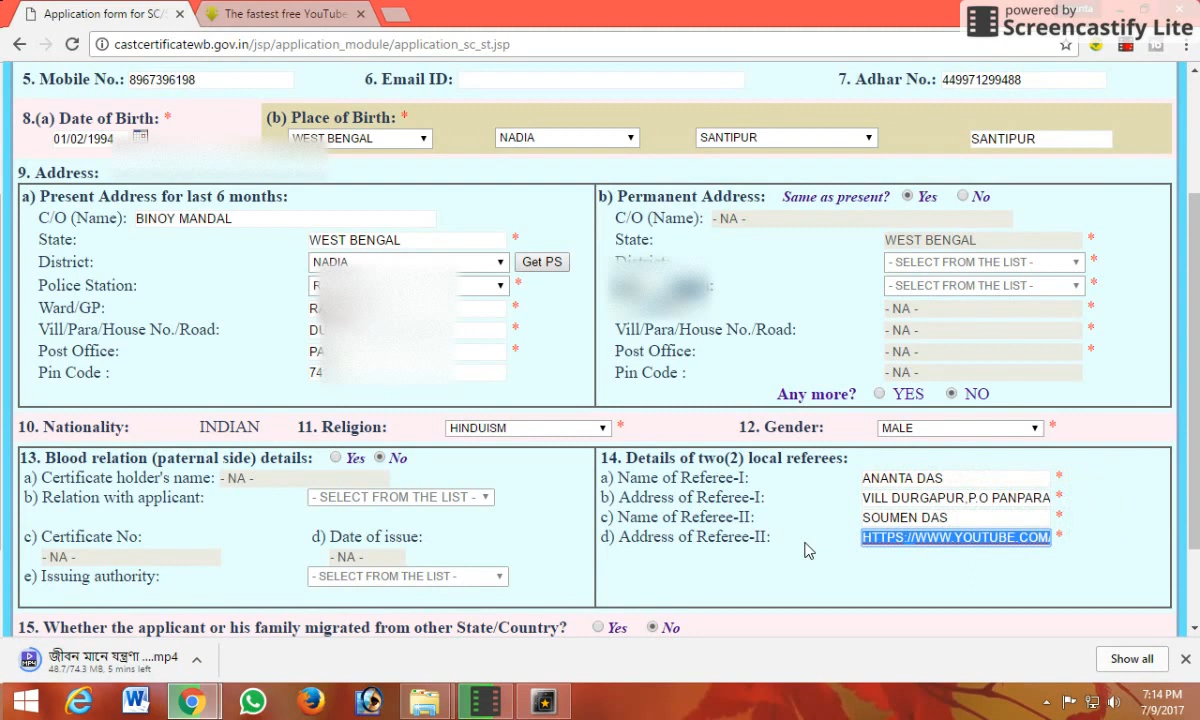 Application form for SC/S
The fastest free YouTube
powered by
Screencastify Lite
castcertificatewb.gov.in/jsp/application_module/application_sc_st.jsp
5. Mobile No.: 8967396198 6. Email ID: 7. Adhar No.: 449971299488
8.(a) Date of Birth: * (b) Place of Birth: *
01/02/1994 WEST BENGAL NADIA SANTIPUR SANTIPUR
9. Address:
a) Present Address for last 6 months:
C/O (Name): BINOY MANDAL
State: WEST BENGAL *
District: NADIA Get PS
Police Station: *
Ward/GP: *
Vill/Para/House No./Road: *
Post Office: *
Pin Code : 74
b) Permanent Address: Same as present? Yes No
C/O (Name): - NA -
State: WEST BENGAL *
District: - SELECT FROM THE LIST - *
- SELECT FROM THE LIST - *
- NA - *
Vill/Para/House No./Road: - NA - *
Post Office: - NA - *
Pin Code : - NA -
Any more? YES NO
10. Nationality: INDIAN 11. Religion: HINDUISM * 12. Gender: MALE *
13. Blood relation (paternal side) details: Yes No
a) Certificate holder's name: - NA -
b) Relation with applicant: - SELECT FROM THE LIST -
c) Certificate No: d) Date of issue:
- NA - - NA -
e) Issuing authority: - SELECT FROM THE LIST -
14. Details of two(2) local referees:
a) Name of Referee-I: ANANTA DAS *
b) Address of Referee-I: VILL DURGAPUR,P.O PANPARA *
c) Name of Referee-II: SOUMEN DAS *
d) Address of Referee-II: HTTPS://WWW.YOUTUBE.COM/ *
15. Whether the applicant or his family migrated from other State/Country? Yes No
জীবন মানে যন্ত্রণা ....mp4
48.7/74.3 MB, 5 mins left
Show all
7:14 PM
7/9/2017